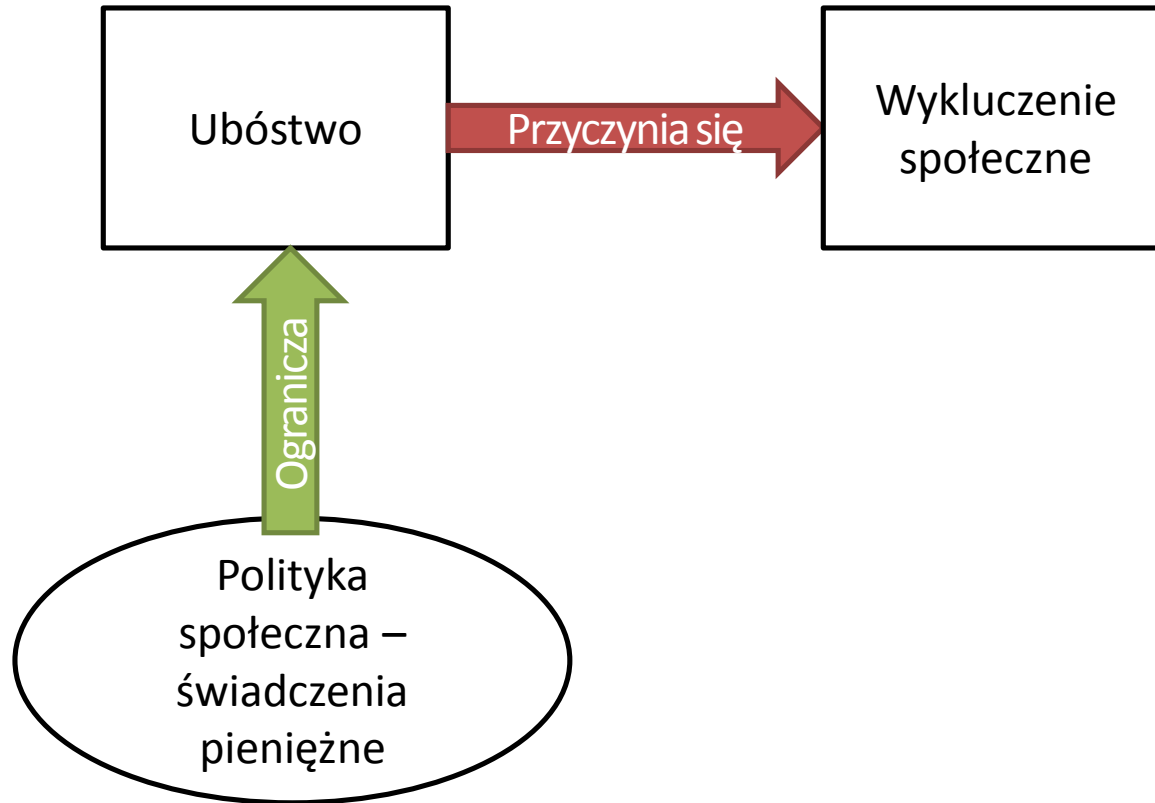 Ubóstwo
Przyczynia się
Wykluczenie
społeczne
Ogranicza
Polityka
społeczna –
świadczenia
pieniężne